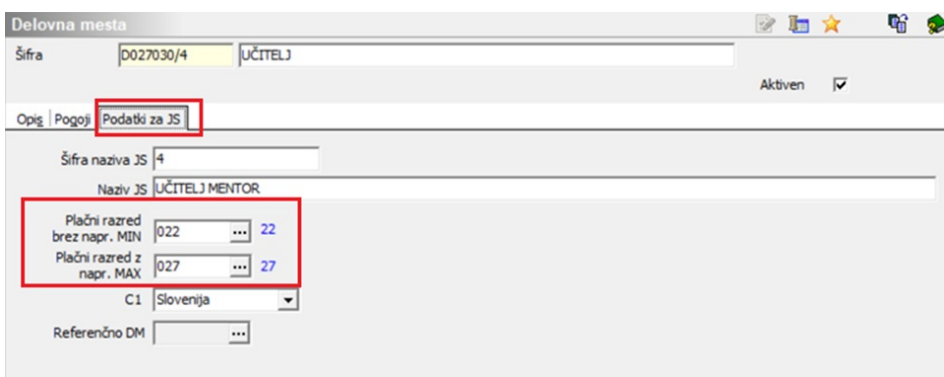 Delovna mesta
Šifra D027030/4 UČITELJ
Aktiven
Opis Pogoji Podatki za JS
Šifra naziva JS 4
Naziv JS UČITELJ MENTOR
Plačni razred
brez napr. MIN 022 ... 22
Plačni razred z
napr. MAX 027 ... 27
C1 Slovenija
Referenčno DM ...